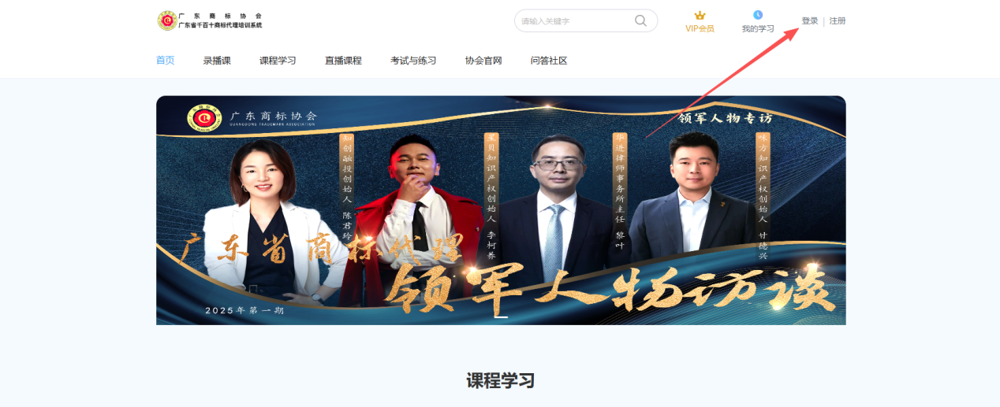 广东商标协会
广东省千百十商标代理培训系统
请输入关键字
VIP会员
我的学习
登录 | 注册
首页
录播课
课程学习
直播课程
考试与练习
协会官网
问答社区
广东商标协会
GUANGDONG TRADEMARK ASSOCIATION
领军人物专访
知创融投创始人 陈君玲
星贝知识产权创始人 李柯养
华进律师事务所主任 黎叶
味方知识产权创始人 甘德兴
广东省商标代理
领军人物访谈
2025年第一期
课程学习